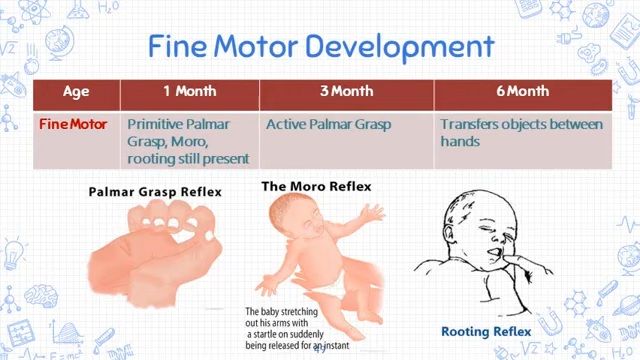 Fine Motor Development
Age
1 Month
3 Month
6 Month
Fine Motor
Primitive Palmar
Grasp, Moro,
rooting still present
Active Palmar Grasp
Transfers objects between
hands
Palmar Grasp Reflex
The Moro Reflex
The baby stretching
out his arms with
a startle on suddenly
being released for an instant
Rooting Reflex